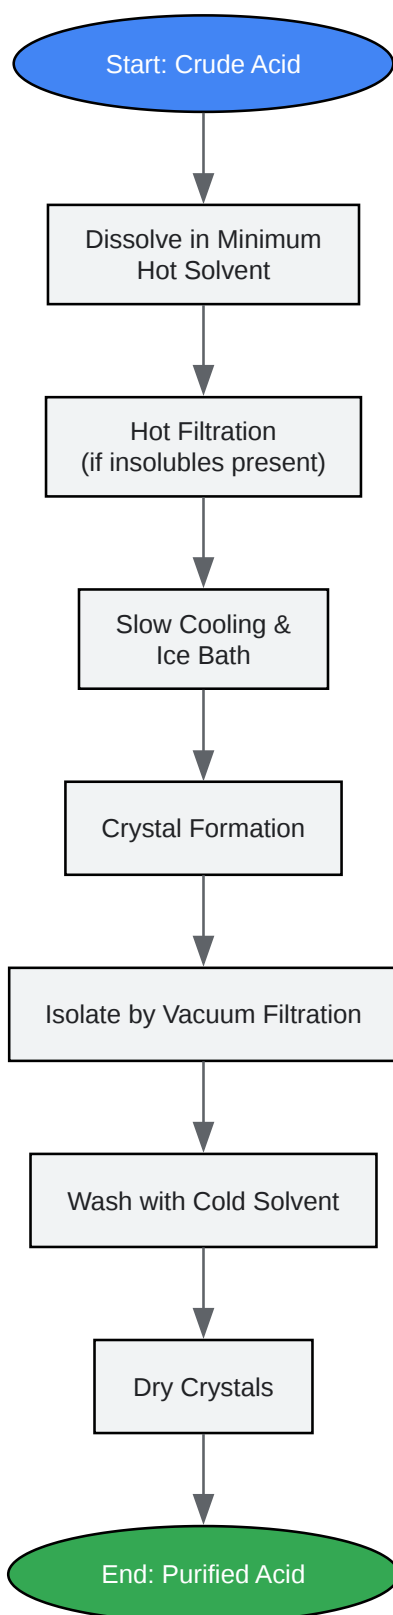 Start: Crude Acid
Dissolve in Minimum
Hot Solvent
Hot Filtration
(if insolubles present)
Slow Cooling &
Ice Bath
Crystal Formation
Isolate by Vacuum Filtration
Wash with Cold Solvent
Dry Crystals
End: Purified Acid